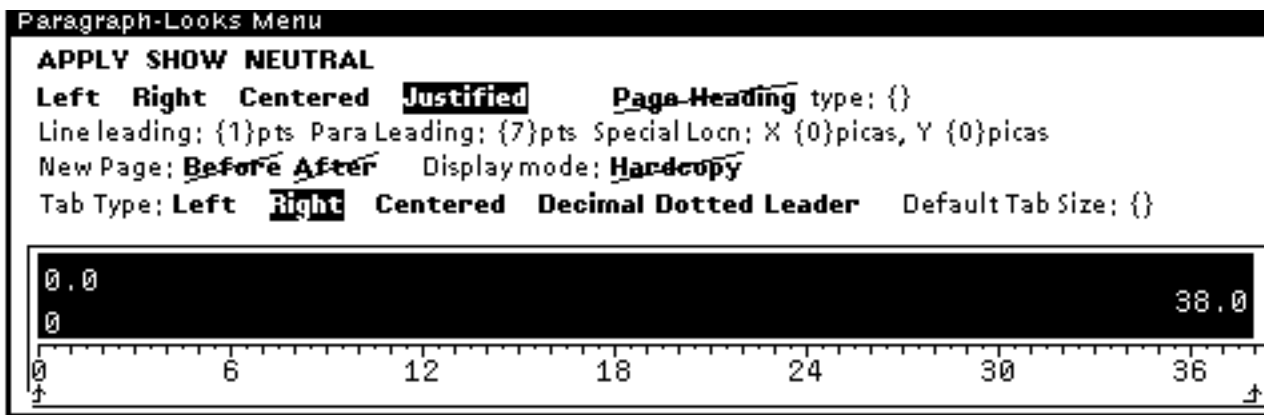 Paragraph-Looks Menu
APPLY SHOW NEUTRAL
Left Right Centered Justified Page-Heading type: {}
Line leading: {1}pts Para Leading: {7}pts Special Locn: X {0}picas, Y {0}picas
New Page: Before After Display mode: Hardcopy
Tab Type: Left Right Centered Decimal Dotted Leader Default Tab Size: {}
0.0
38.0
0
0 6 12 18 24 30 36